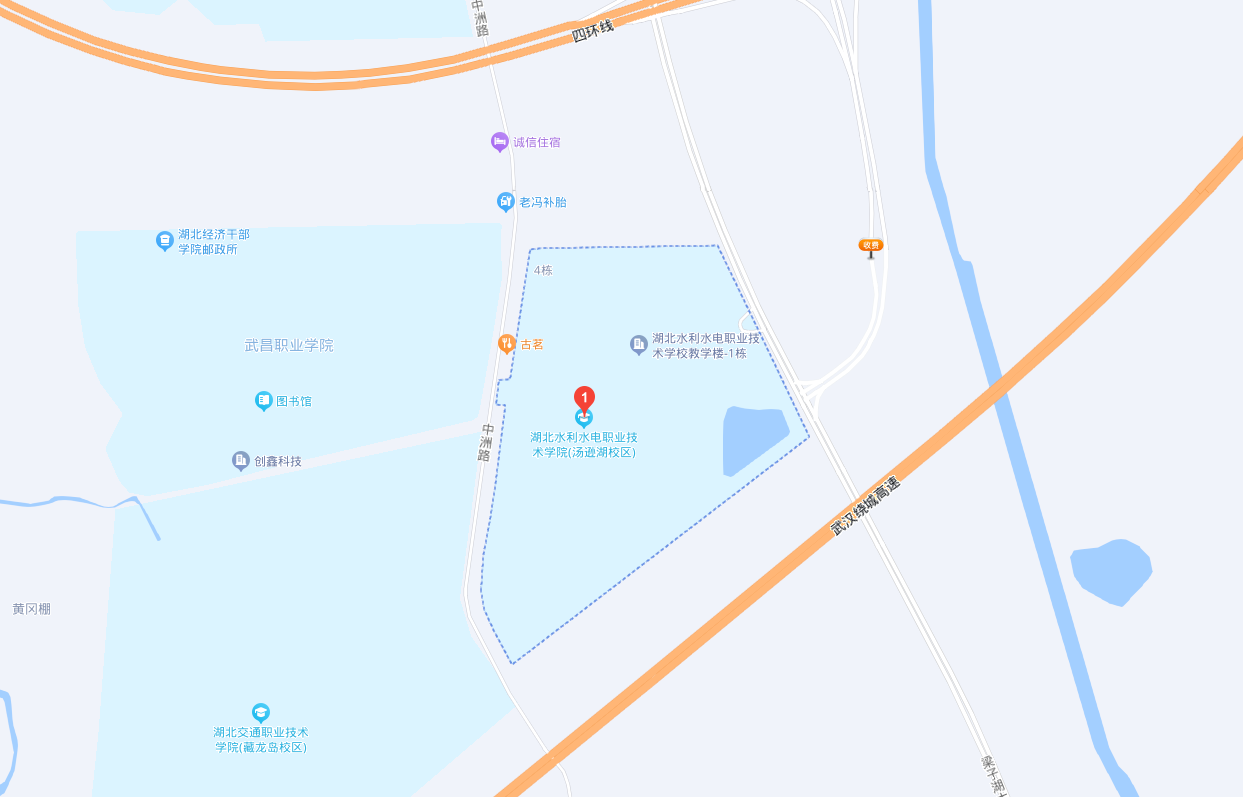 中洲路
四环线
诚信住宿
老冯补胎
湖北经济干部
学院邮政所
收费
4栋
武昌职业学院
古茗
湖北水利水电职业技
术学校教学楼-1栋
图书馆
1
湖北水利水电职业技
术学院(汤逊湖校区)
中洲路
创鑫科技
武汉绕城高速
黄冈棚
湖北交通职业技术
学院(藏龙岛校区)
梁子湖大